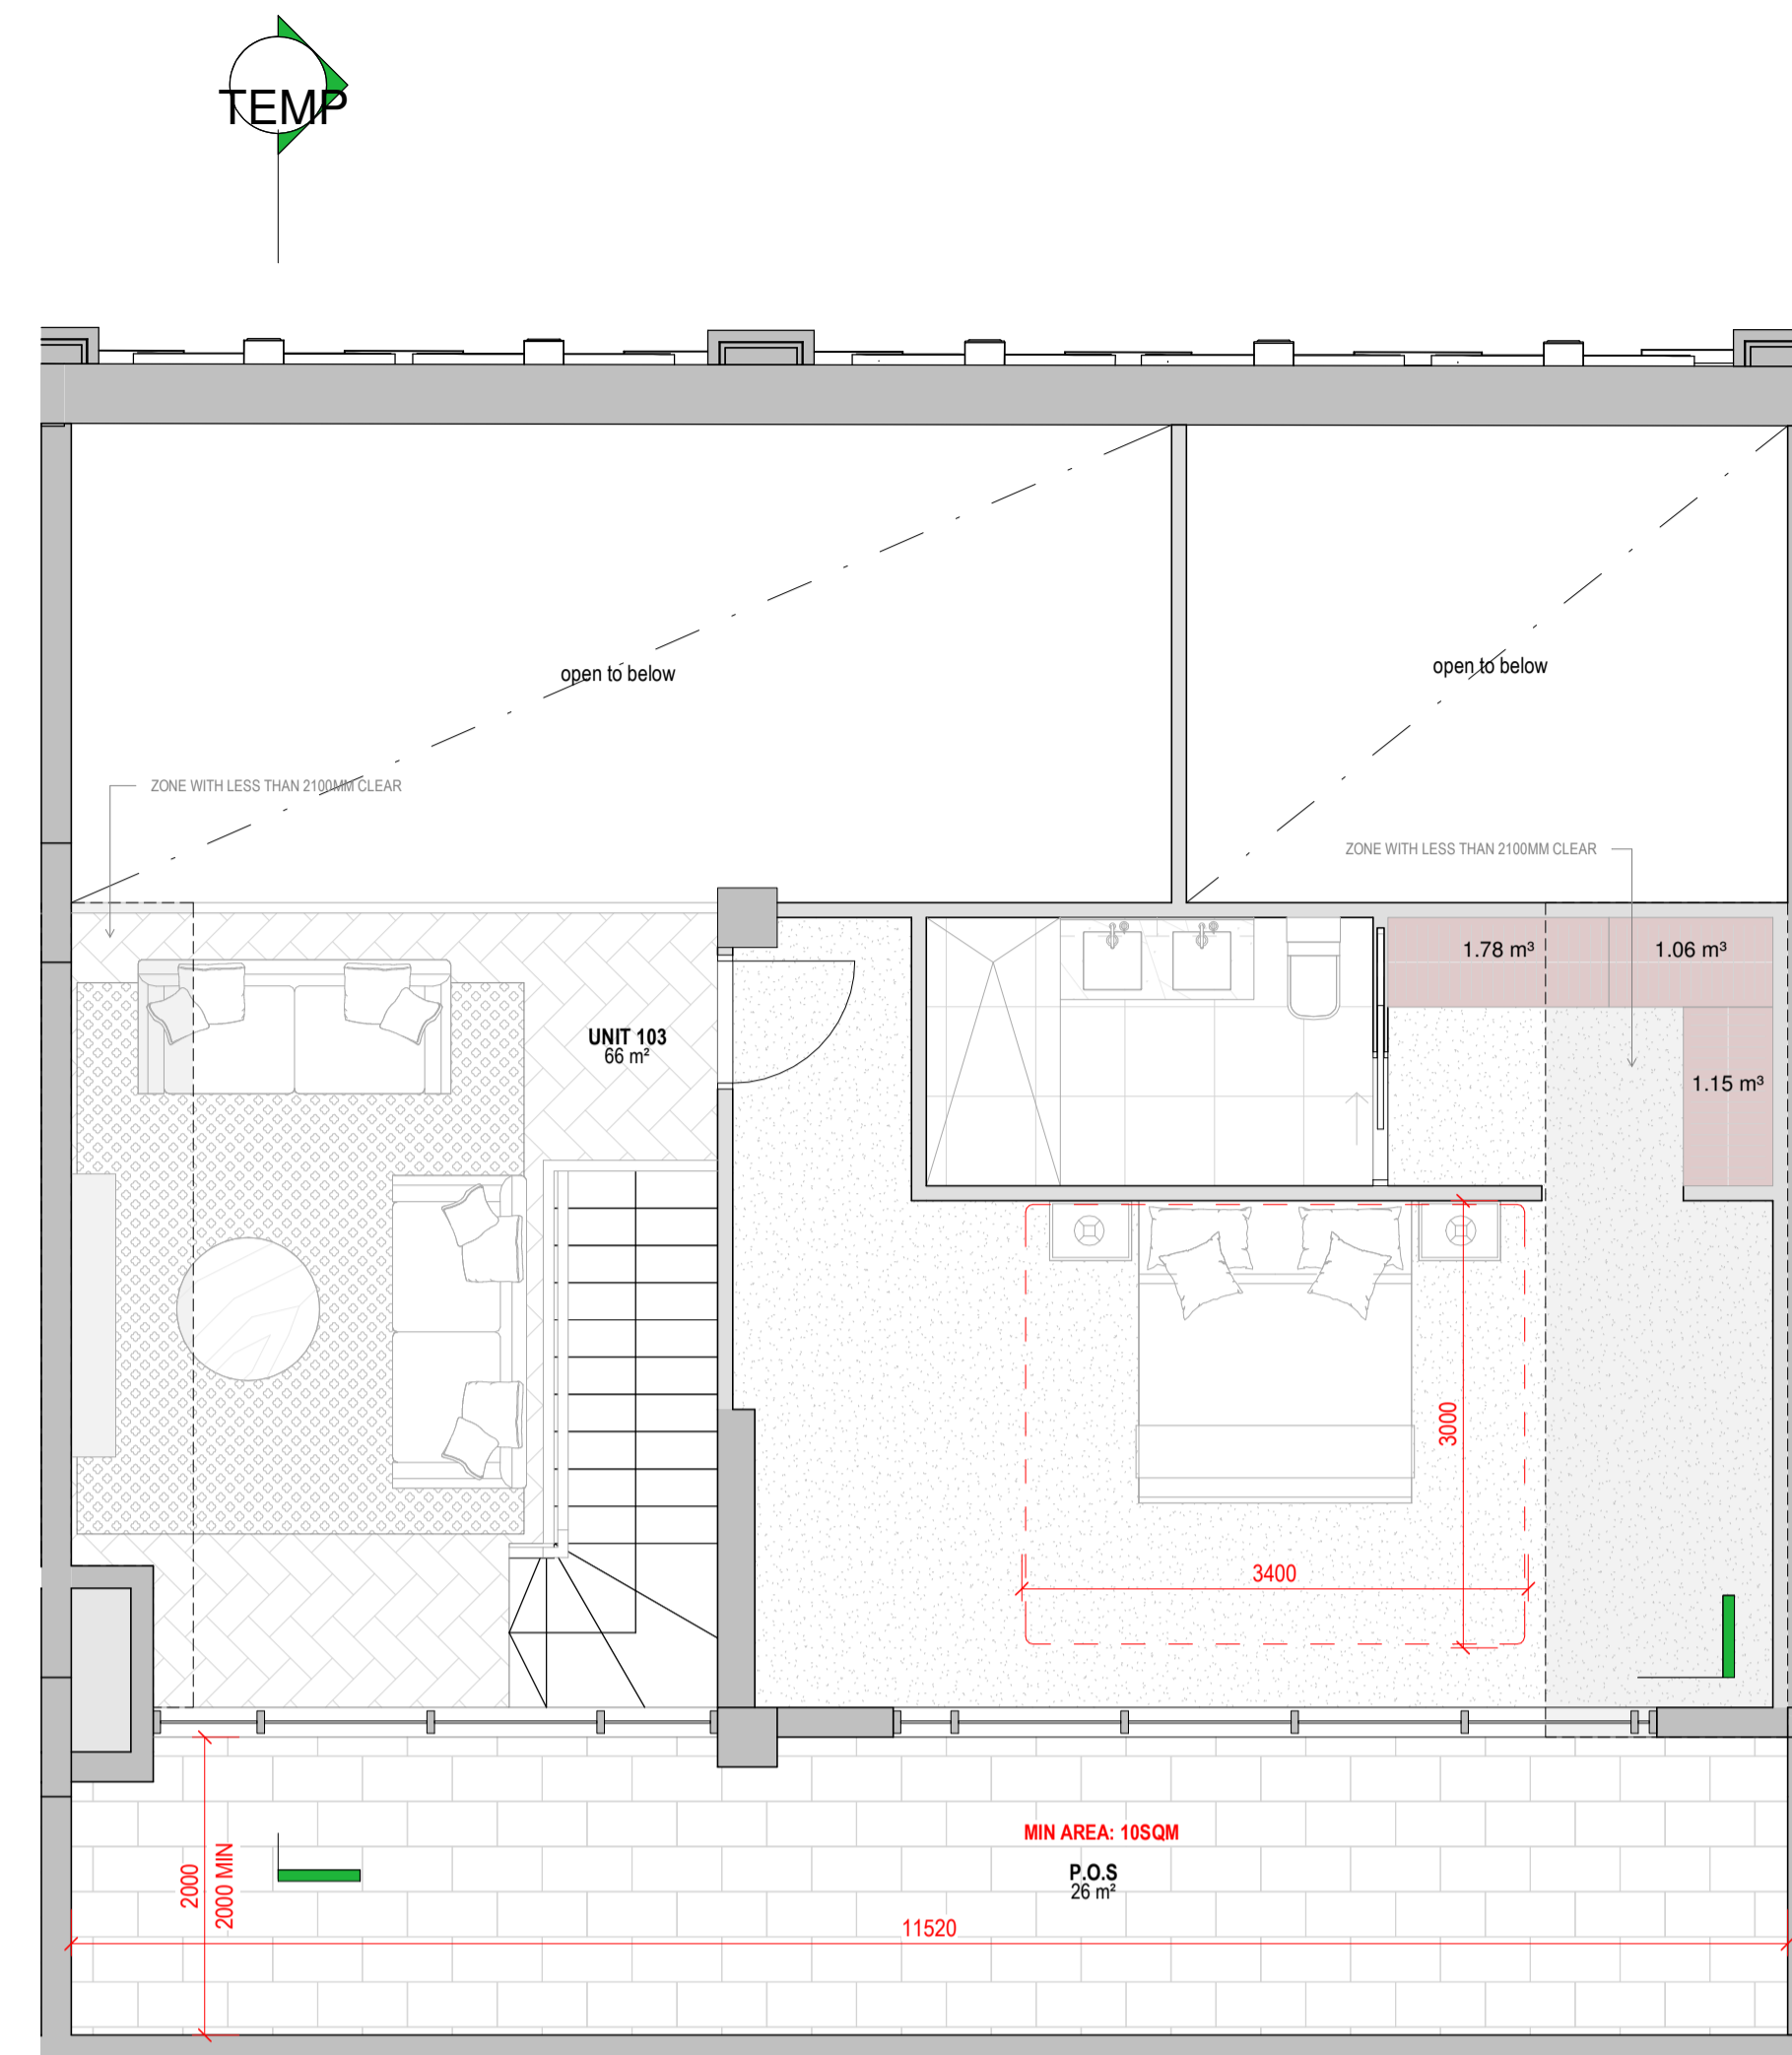 TEMP
open to below
open to below
ZONE WITH LESS THAN 2100MM CLEAR
ZONE WITH LESS THAN 2100MM CLEAR
1.78 m³
1.06 m³
UNIT 103
66 m²
1.15 m³
3000
3400
MIN AREA: 10SQM
P.O.S
26 m²
2000
2000 MIN
11520